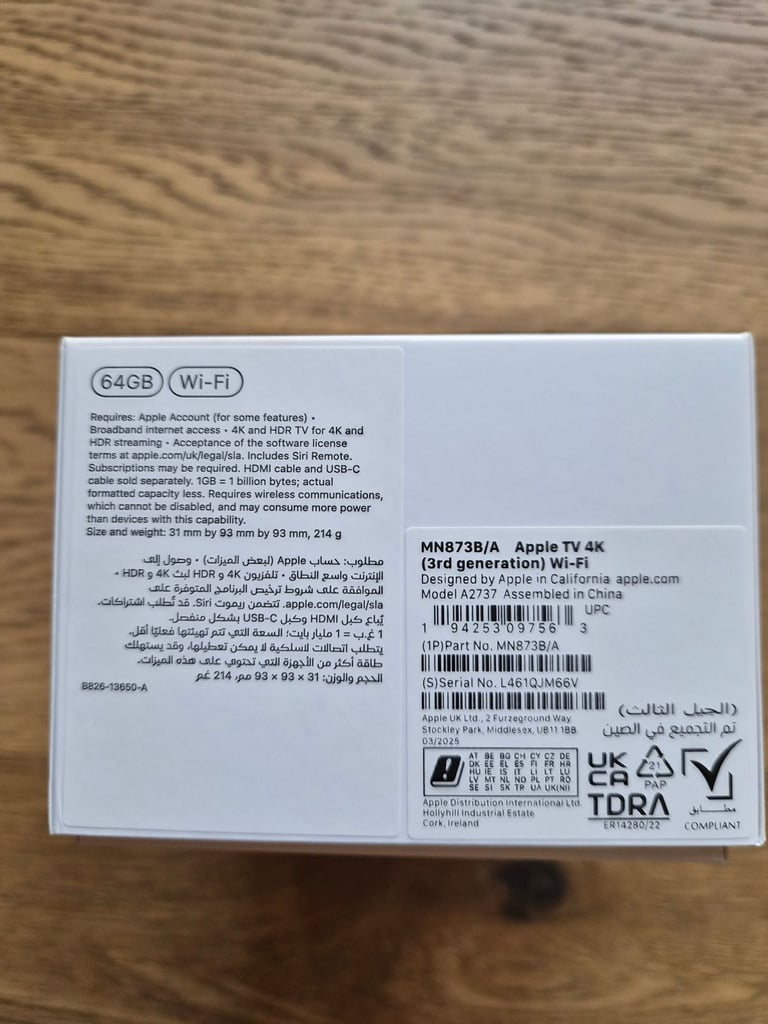 64GB Wi-Fi
Requires: Apple Account (for some features) •
Broadband internet access • 4K and HDR TV for 4K and
HDR streaming • Acceptance of the software license
terms at apple.com/uk/legal/sla. Includes Siri Remote.
Subscriptions may be required. HDMI cable and USB-C
cable sold separately. 1GB = 1 billion bytes; actual
formatted capacity less. Requires wireless communications,
which cannot be disabled, and may consume more power
than devices with this capability.
Size and weight: 31 mm by 93 mm by 93 mm, 214 g
مطلوب: حساب Apple (لبعض الميزات) • وصول إلى
الإنترنت واسع النطاق • تلفزيون 4K و HDR لبث 4K و HDR •
الموافقة على شروط ترخيص البرنامج المتوفرة على
apple.com/legal/sla. تتضمن ريموت Siri. قد تُطلب اشتراكات.
يُباع كبل HDMI وكبل USB-C بشكل منفصل.
1 غ.ب = 1 مليار بايت؛ السعة التي تتم تهيئتها فعليًا أقل.
يتطلب اتصالات لاسلكية لا يمكن تعطيلها، وقد يستهلك
طاقة أكثر من الأجهزة التي تحتوي على هذه الميزات.
الحجم والوزن: 31 × 93 × 93 مم، 214 غم
B826-13650-A
MN873B/A Apple TV 4K
(3rd generation) Wi-Fi
Designed by Apple in California apple.com
Model A2737 Assembled in China
UPC
1 94253 09756 3
(1P)Part No. MN873B/A
(S)Serial No. L461QJM66V
(الجيل الثالث)
تم التجميع في الصين
Apple UK Ltd., 2 Furzeground Way
Stockley Park, Middlesex, UB11 1BB
03/2025
AT BE BG CH CY CZ DE
DK EE EL ES FI FR HR
HU IE IS IT LI LT LU
LV MT NL NO PL PT RO
SE SI SK TR UA UK(NI)
UK
CA
21
PAP
Apple Distribution International Ltd.
Hollyhill Industrial Estate
Cork, Ireland
TDRA
ER14280/22
مطابق
COMPLIANT